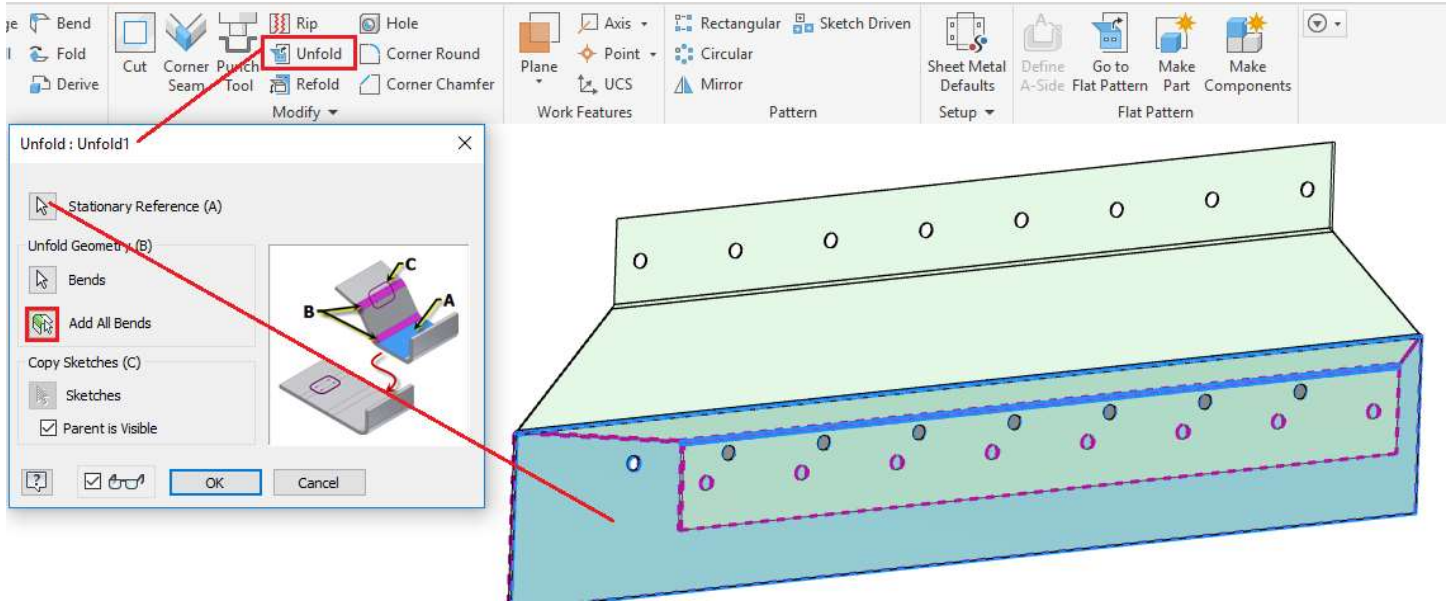 Bend Rip Hole Axis Rectangular Sketch Driven
Fold Unfold Corner Round Point Circular
Cut Corner Seam Punch Tool Plane Sheet Metal Defaults Define A-Side Go to Flat Pattern Make Part Make Components
Derive Refold Corner Chamfer UCS Mirror
Modify Work Features Pattern Setup Flat Pattern
Unfold : Unfold1
Stationary Reference (A)
Unfold Geometry (B)
Bends
Add All Bends
Copy Sketches (C)
Sketches
Parent is Visible
C
B
A
OK Cancel